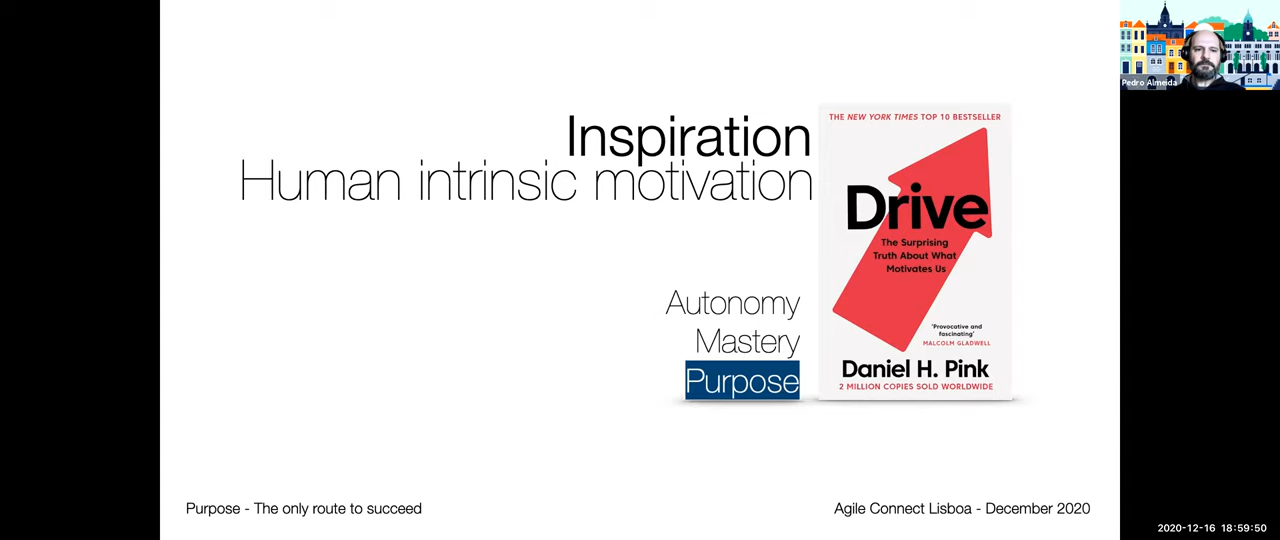 Inspiration
Human intrinsic motivation
Autonomy
Mastery
Purpose
THE NEW YORK TIMES TOP 10 BESTSELLER
Drive
The Surprising
Truth About What
Motivates Us
'Provocative and
fascinating'
MALCOLM GLADWELL
Daniel H. Pink
2 MILLION COPIES SOLD WORLDWIDE
Purpose - The only route to succeed
Agile Connect Lisboa - December 2020
Pedro Almeida
2020-12-16 18:59:50